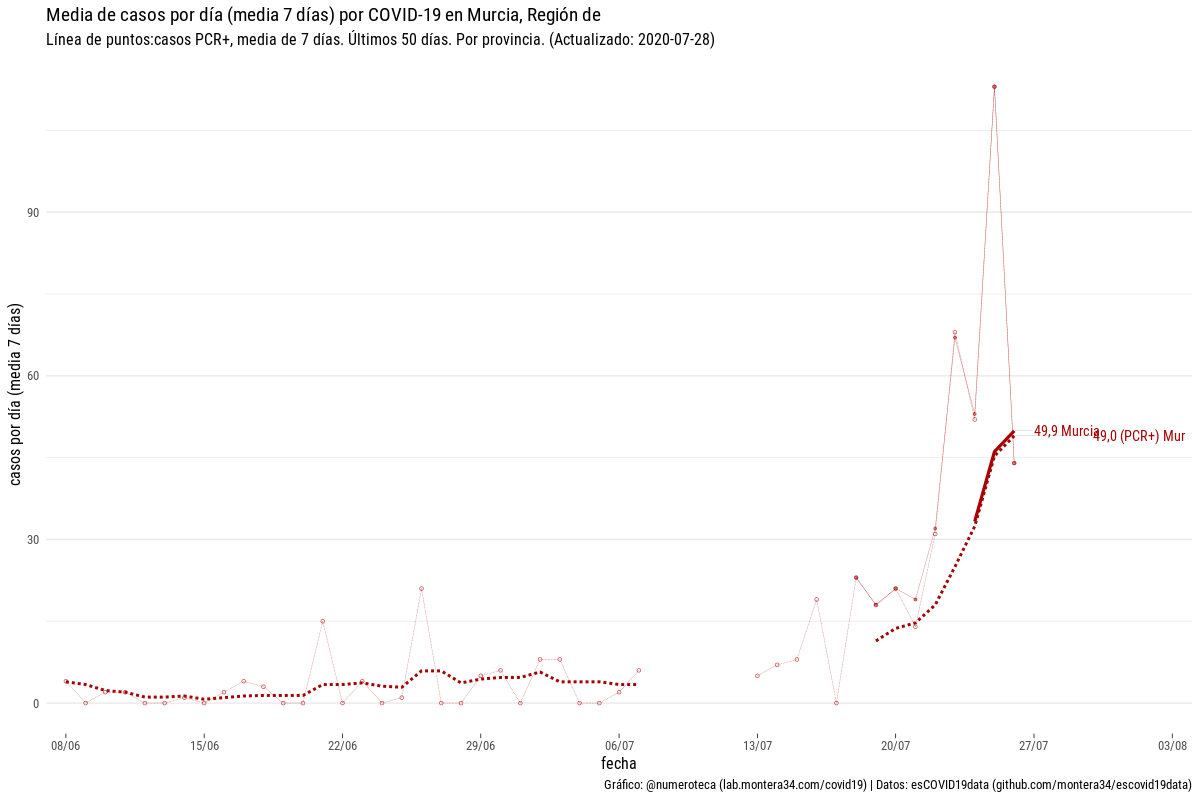 Media de casos por día (media 7 días) por COVID-19 en Murcia, Región de
Línea de puntos:casos PCR+, media de 7 días. Últimos 50 días. Por provincia. (Actualizado: 2020-07-28)
casos por día (media 7 días)
90
60
30
0
49,9 Murcia
49,0 (PCR+) Mur
08/06 15/06 22/06 29/06 06/07 13/07 20/07 27/07 03/08
fecha
Gráfico: @numeroteca (lab.montera34.com/covid19) | Datos: esCOVID19data (github.com/montera34/escovid19data)